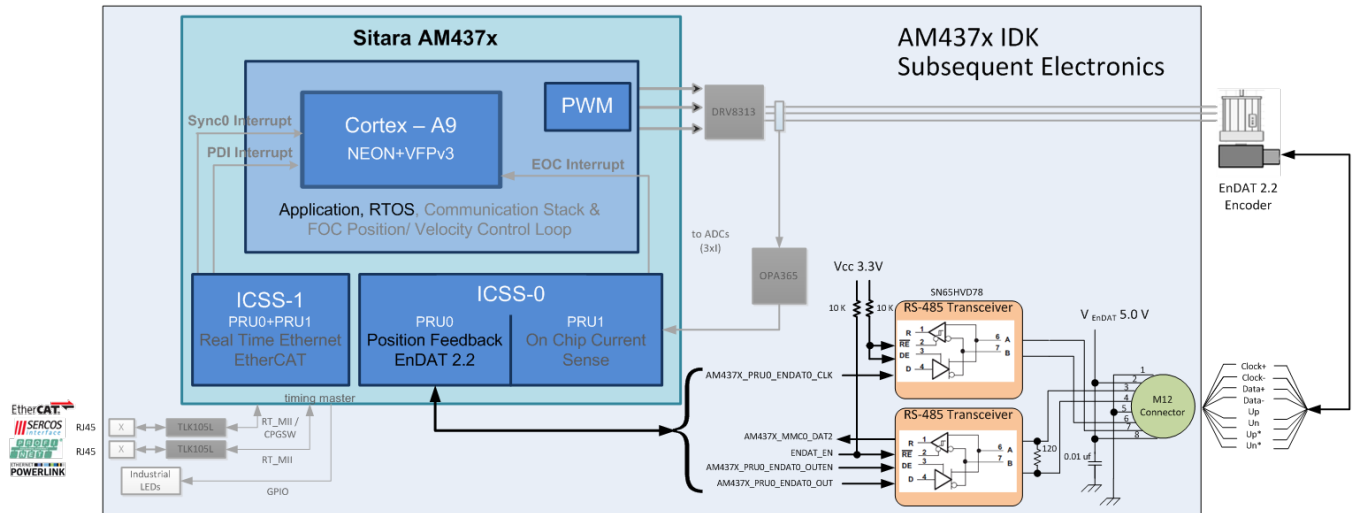 Sitara AM437x
AM437x IDK
Subsequent Electronics
PWM
DRV8313
Cortex – A9
NEON+VFPv3
Sync0 Interrupt
PDI Interrupt
EOC Interrupt
Application, RTOS, Communication Stack &
FOC Position/ Velocity Control Loop
EnDAT 2.2
Encoder
to ADCs
(3xI)
OPA365
ICSS-1
PRU0+PRU1
Real Time Ethernet
EtherCAT
ICSS-0
PRU0
Position Feedback
EnDAT 2.2
PRU1
On Chip Current
Sense
Vcc 3.3V
10 K
10 K
SN65HVD78
RS-485 Transceiver
R
RE
DE
D
1
2
3
4
6
7
A
B
V EnDAT 5.0 V
AM437X_PRU0_ENDAT0_CLK
RS-485 Transceiver
R
RE
DE
D
1
2
3
4
6
7
A
B
AM437X_MMC0_DAT2
ENDAT_EN
AM437X_PRU0_ENDAT0_OUTEN
AM437X_PRU0_ENDAT0_OUT
120
0.01 uf
1
2
3
4
5
6
7
8
M12
Connector
Clock+
Clock-
Data+
Data-
Up
Un
Up*
Un*
timing master
EtherCAT
SERCOS
interface
PROFI
NET
ETHERNET
POWERLINK
RJ45
X
TLK105L
RT_MII /
CPGSW
RJ45
X
TLK105L
RT_MII
Industrial
LEDs
GPIO